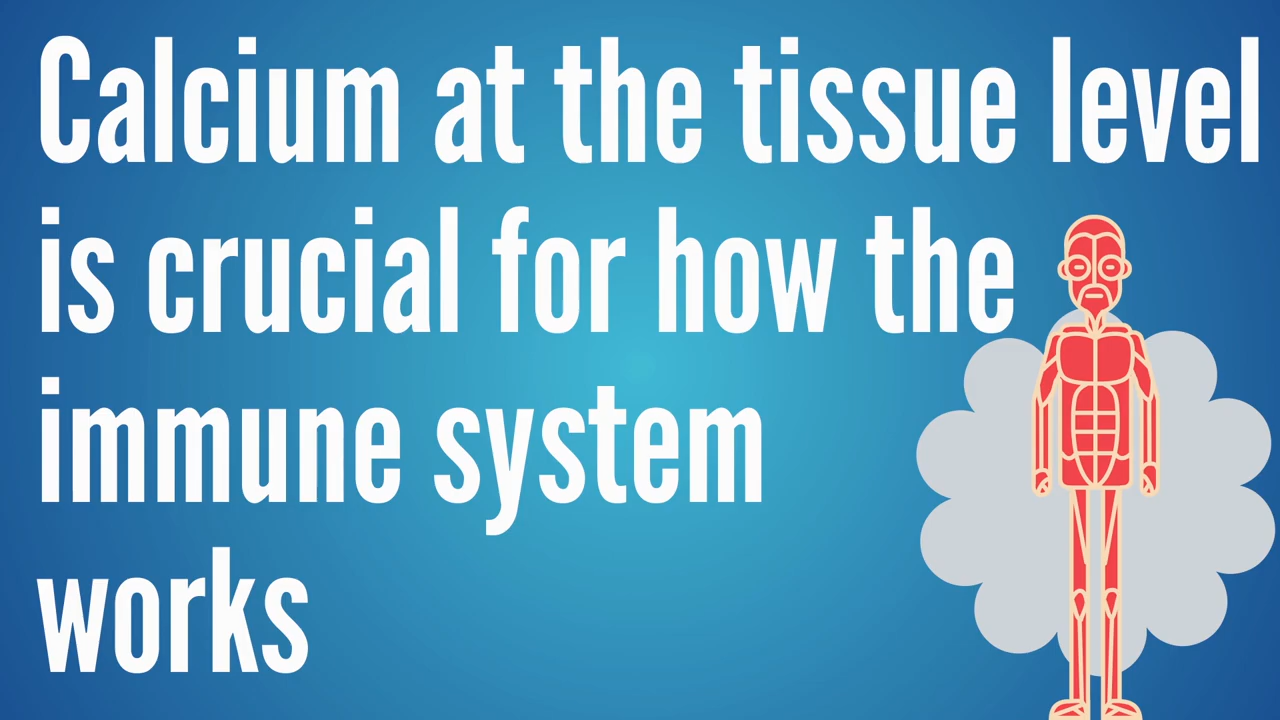 Calcium at the tissue level
is crucial for how the
immune system
works